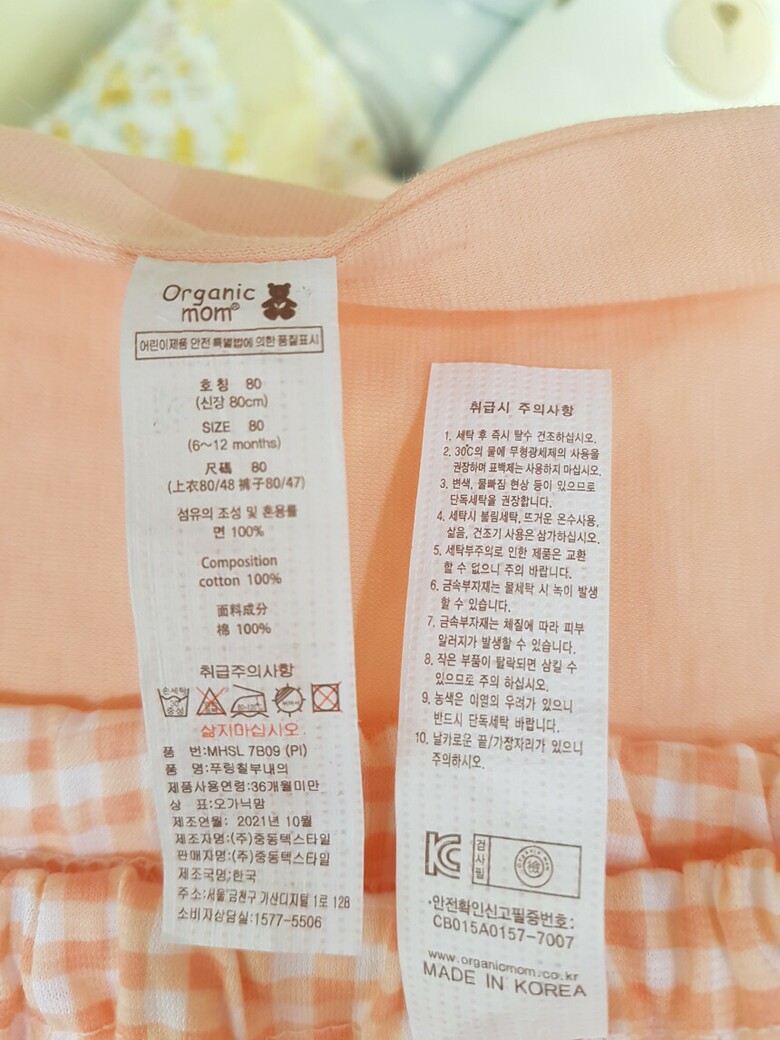 Organic
mom®
어린이제품 안전 특별법에 의한 품질표시
호칭 80
(신장 80cm)
SIZE 80
(6~12 months)
尺碼 80
(上衣80/48 褲子80/47)
섬유의 조성 및 혼용률
면 100%
Composition
cotton 100%
面料成分
棉 100%
취급주의사항
손세탁
30
중성
80~120℃
삶지마십시오
품 번:MHSL 7B09 (PI)
품 명:푸링칠부내의
제품사용연령:36개월미만
상 표:오가닉맘
제조연월: 2021년 10월
제조자명:(주)중동텍스타일
판매자명:(주)중동텍스타일
제조국명:한국
주소:서울 금천구 가산디지털 1로 128
소비자상담실:1577-5506
취급시 주의사항
1. 세탁 후 즉시 탈수 건조하십시오.
2. 30℃의 물에 무형광세제의 사용을
권장하며 표백제는 사용하지 마십시오.
3. 변색, 물빠짐 현상 등이 있으므로
단독세탁을 권장합니다.
4. 세탁시 불림세탁, 뜨거운 온수사용,
삶음, 건조기 사용은 삼가하십시오.
5. 세탁부주의로 인한 제품은 교환
할 수 없으니 주의 바랍니다.
6. 금속부자재는 물세탁 시 녹이 발생
할 수 있습니다.
7. 금속부자재는 체질에 따라 피부
알러지가 발생할 수 있습니다.
8. 작은 부품이 탈락되면 삼킬 수
있으므로 주의 하십시오.
9. 농색은 이염의 우려가 있으니
반드시 단독세탁 바랍니다.
10. 날카로운 끝/가장자리가 있으니
주의하십시오.
KC
검사필
ORGANIC MOM
檢
·안전확인신고필증번호:
CB015A0157-7007
www.organicmom.co.kr
MADE IN KOREA